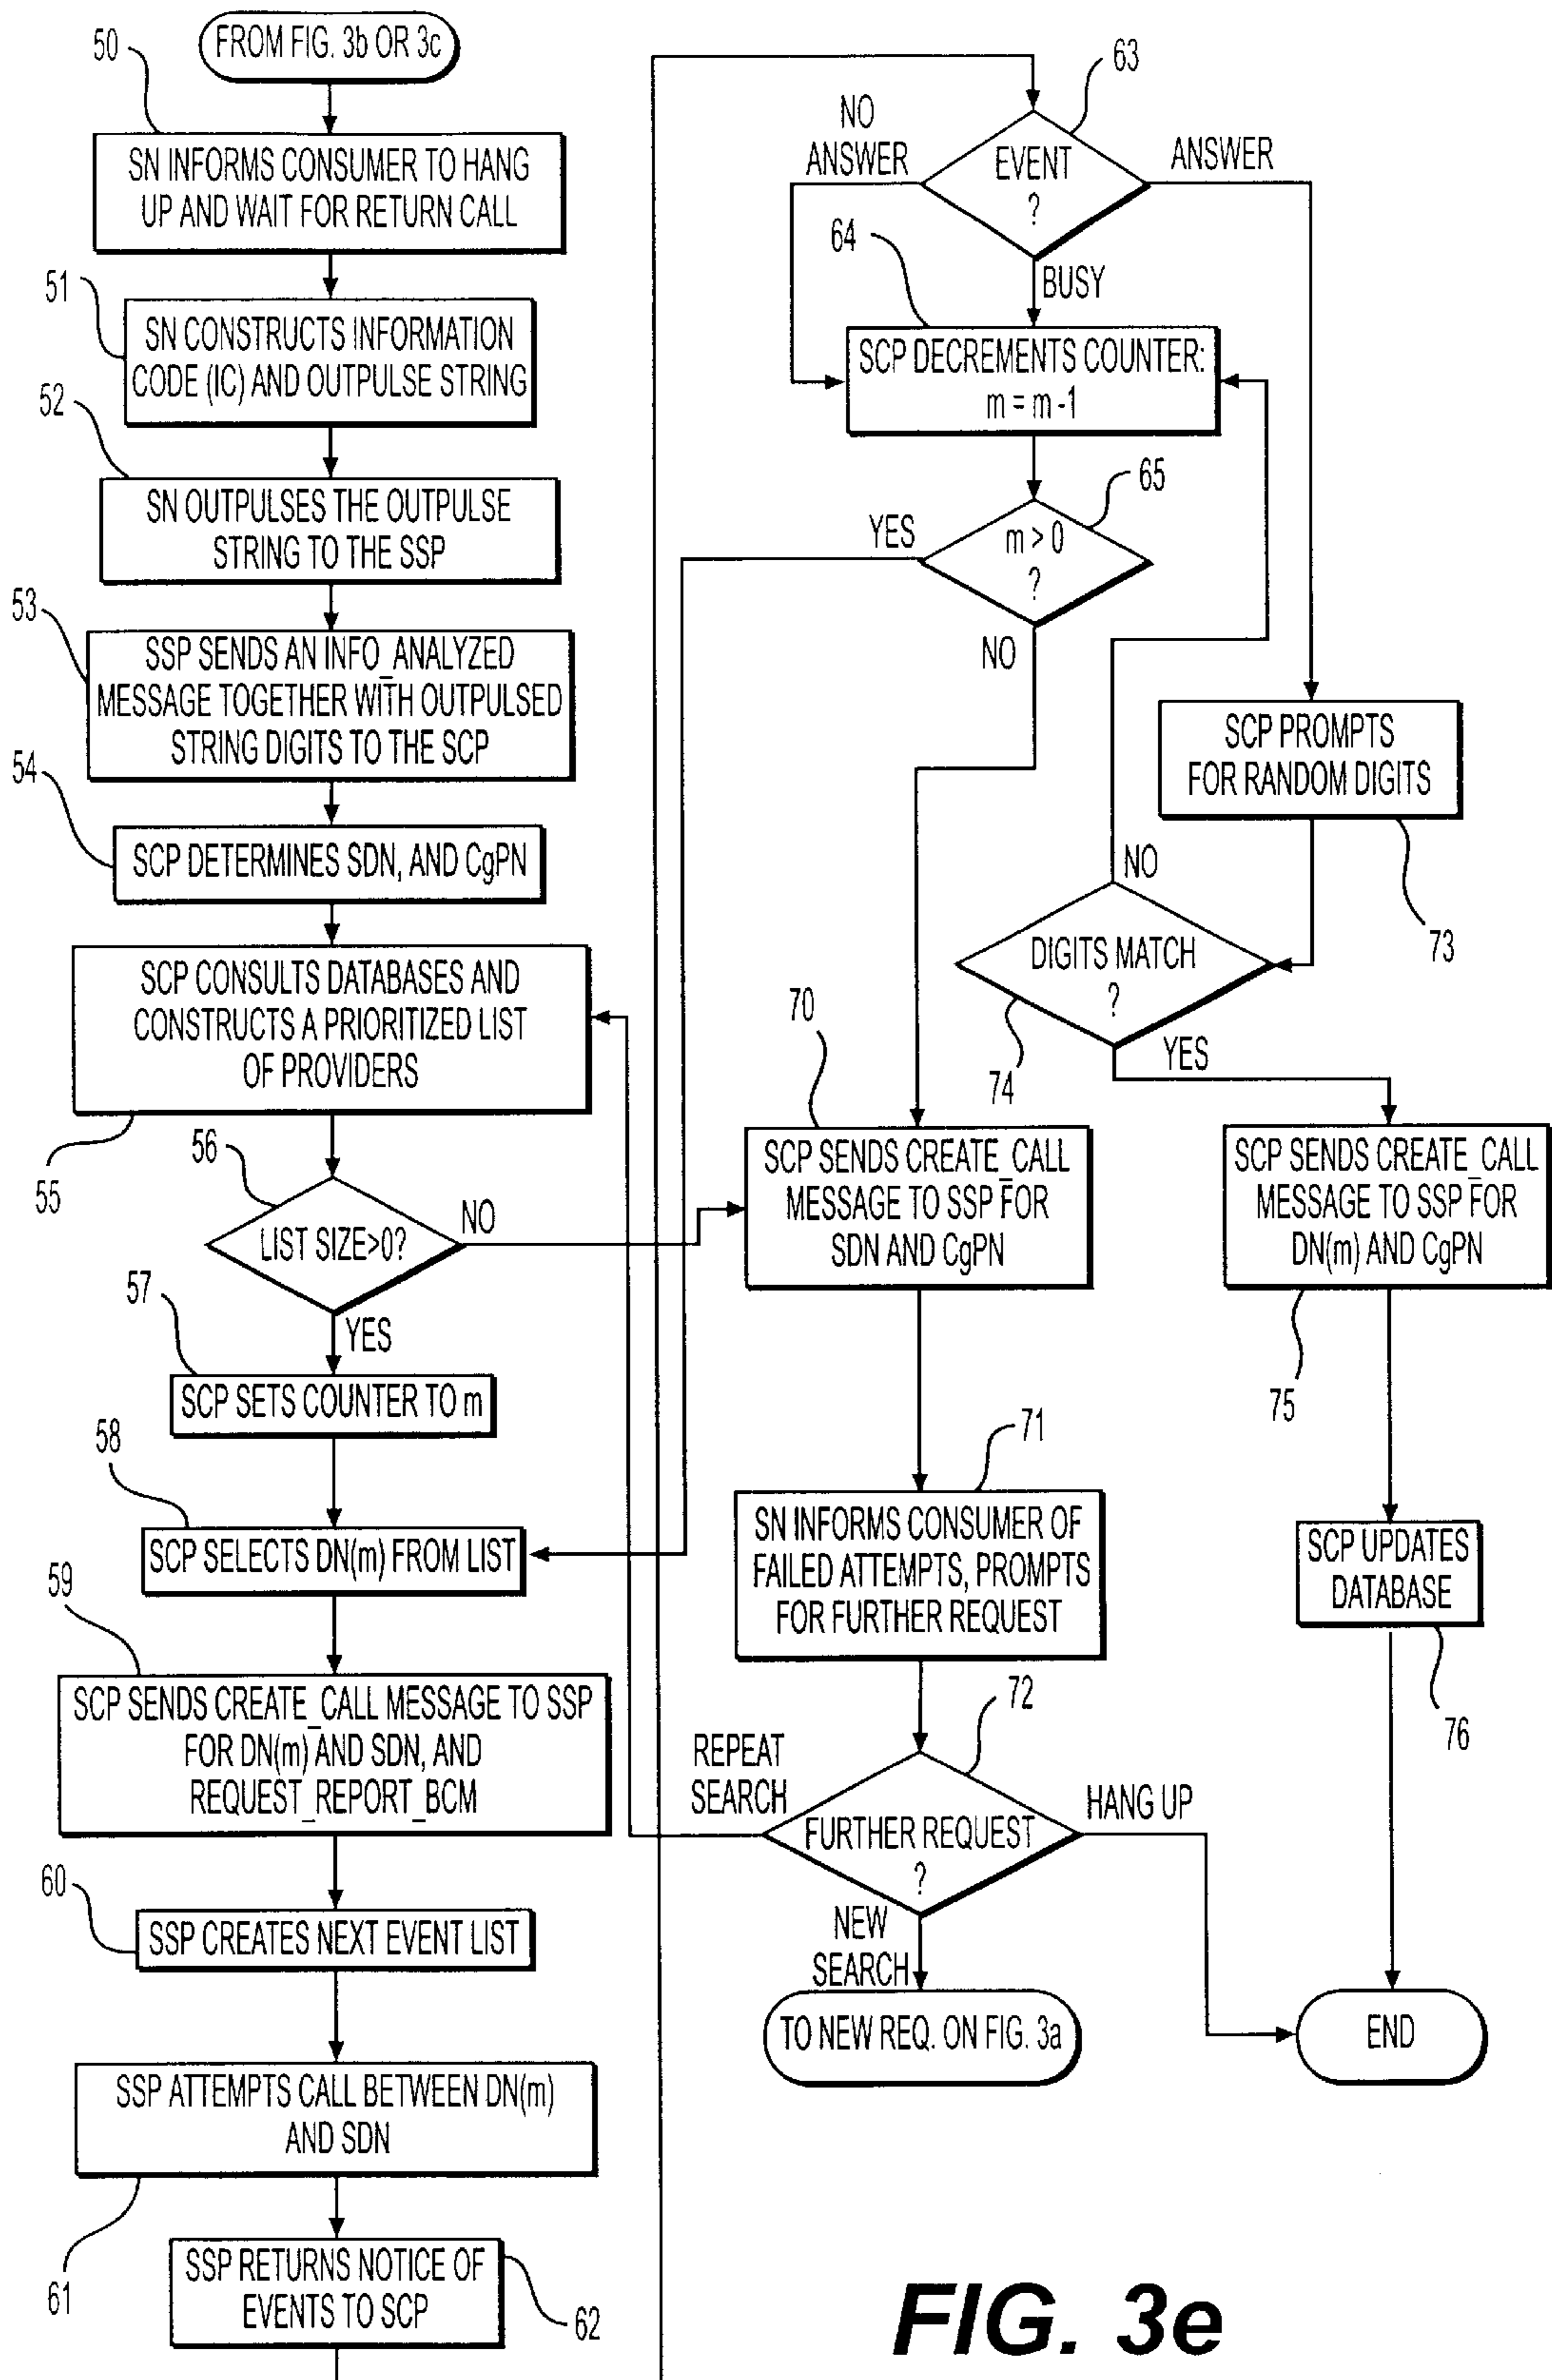 FROM FIG. 3b OR 3c
50
SN INFORMS CONSUMER TO HANG
UP AND WAIT FOR RETURN CALL
51
SN CONSTRUCTS INFORMATION
CODE (IC) AND OUTPULSE STRING
52
SN OUTPULSES THE OUTPULSE
STRING TO THE SSP
53
SSP SENDS AN INFO_ANALYZED
MESSAGE TOGETHER WITH OUTPULSED
STRING DIGITS TO THE SCP
54
SCP DETERMINES SDN, AND CgPN
SCP CONSULTS DATABASES AND
CONSTRUCTS A PRIORITIZED LIST
OF PROVIDERS
55
56
LIST SIZE>0?
NO
YES
57
SCP SETS COUNTER TO m
58
SCP SELECTS DN(m) FROM LIST
59
SCP SENDS CREATE_CALL MESSAGE TO SSP
FOR DN(m) AND SDN, AND
REQUEST_REPORT_BCM
60
SSP CREATES NEXT EVENT LIST
SSP ATTEMPTS CALL BETWEEN DN(m)
AND SDN
61
SSP RETURNS NOTICE OF
EVENTS TO SCP
62
63
EVENT
?
NO
ANSWER
ANSWER
BUSY
64
SCP DECREMENTS COUNTER:
m = m -1
65
m > 0
?
YES
NO
SCP PROMPTS
FOR RANDOM DIGITS
73
DIGITS MATCH
?
NO
74
YES
70
SCP SENDS CREATE_CALL
MESSAGE TO SSP FOR
SDN AND CgPN
SCP SENDS CREATE_CALL
MESSAGE TO SSP FOR
DN(m) AND CgPN
75
71
SN INFORMS CONSUMER OF
FAILED ATTEMPTS, PROMPTS
FOR FURTHER REQUEST
SCP UPDATES
DATABASE
76
72
REPEAT
SEARCH
FURTHER REQUEST
?
HANG UP
NEW
SEARCH
TO NEW REQ. ON FIG. 3a
END
FIG. 3e